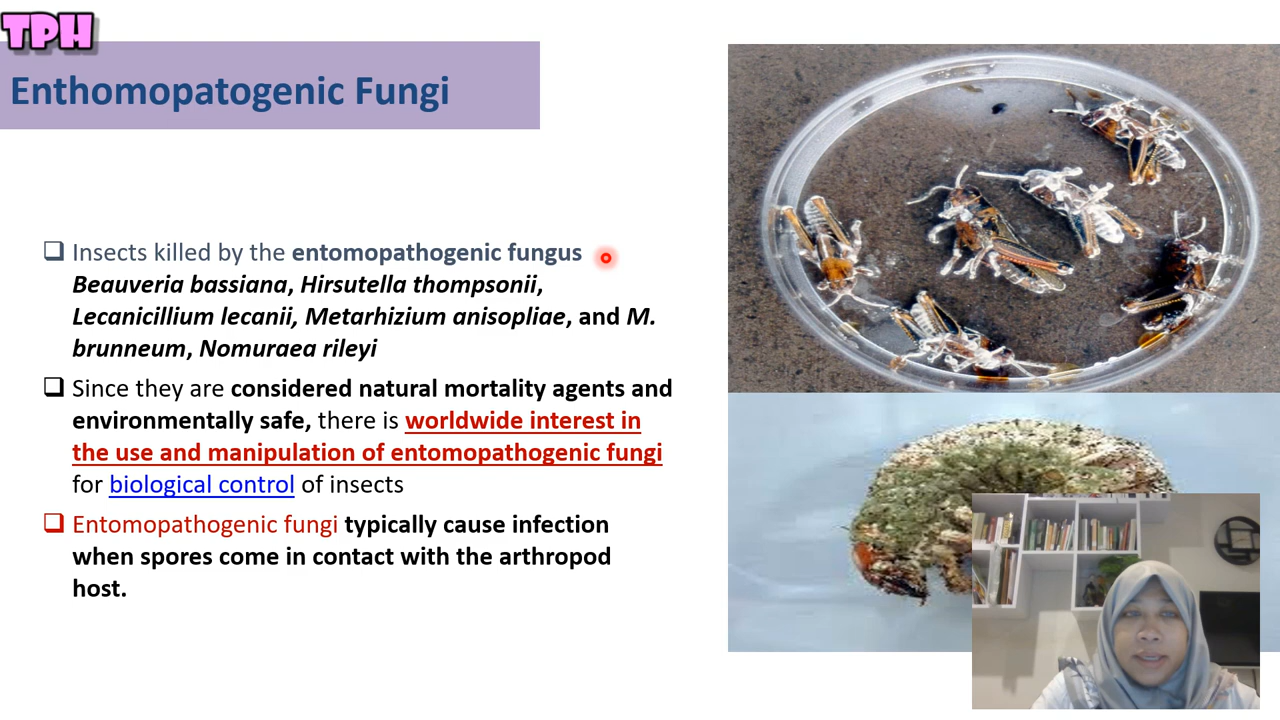 TPH
Enthomopatogenic Fungi
Insects killed by the entomopathogenic fungus
Beauveria bassiana, Hirsutella thompsonii,
Lecanicillium lecanii, Metarhizium anisopliae, and M.
brunneum, Nomuraea rileyi
Since they are considered natural mortality agents and
environmentally safe, there is worldwide interest in
the use and manipulation of entomopathogenic fungi
for biological control of insects
Entomopathogenic fungi typically cause infection
when spores come in contact with the arthropod
host.